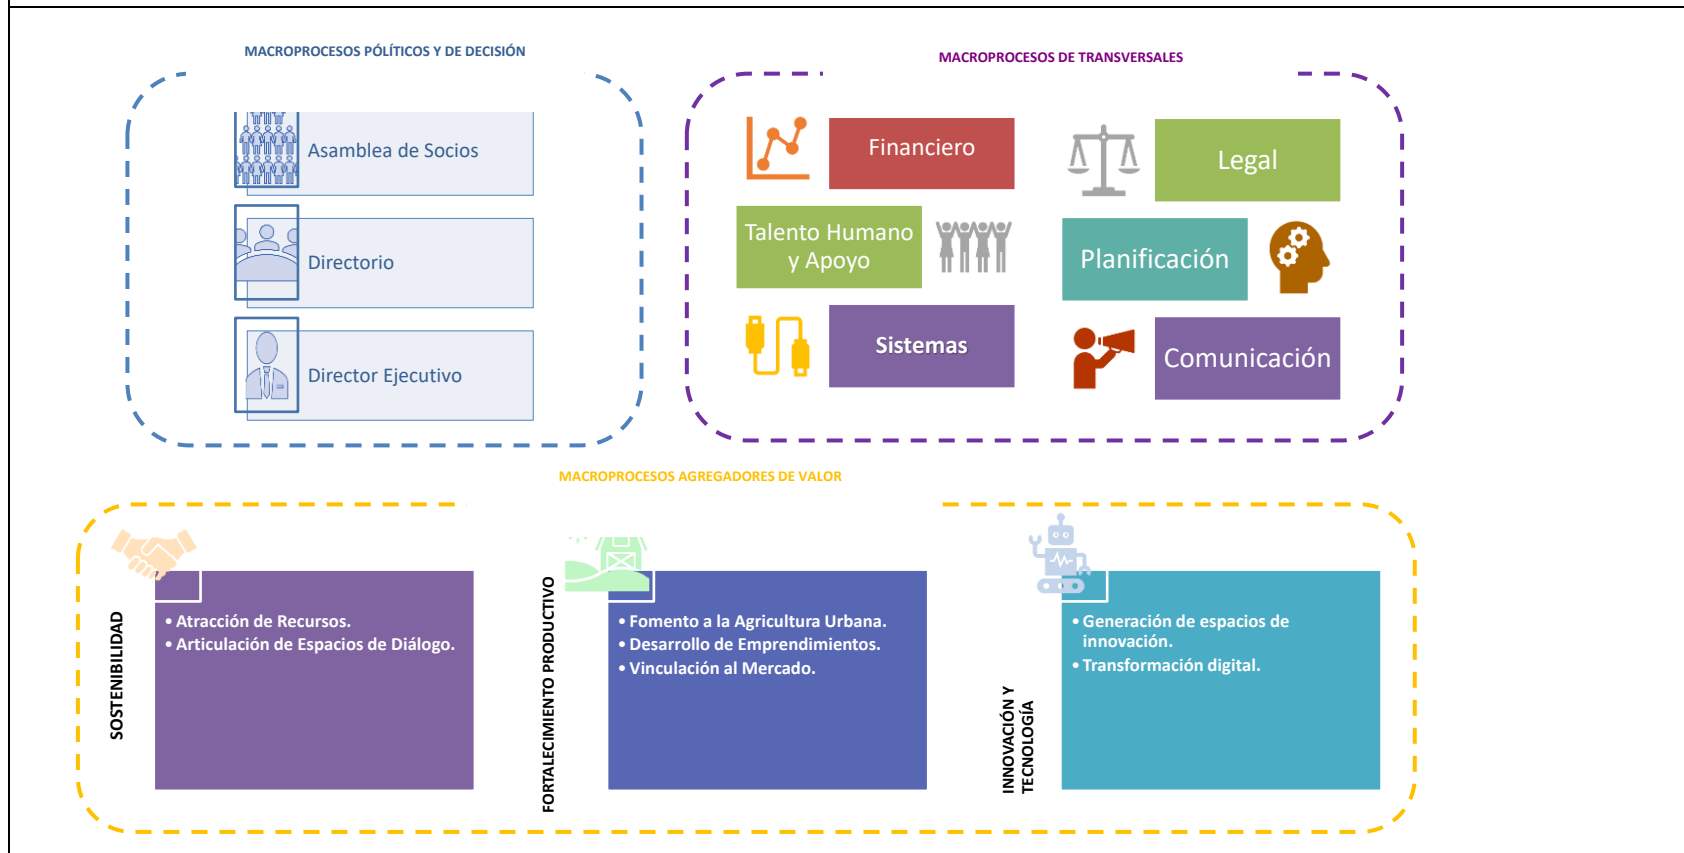 MACROPROCESOS PÓLÍTICOS Y DE DECISIÓN
Asamblea de Socios
Directorio
Director Ejecutivo
MACROPROCESOS DE TRANSVERSALES
Financiero
Legal
Talento Humano
y Apoyo
Planificación
Sistemas
Comunicación
MACROPROCESOS AGREGADORES DE VALOR
SOSTENIBILIDAD
• Atracción de Recursos.
• Articulación de Espacios de Diálogo.
FORTALECIMIENTO PRODUCTIVO
• Fomento a la Agricultura Urbana.
• Desarrollo de Emprendimientos.
• Vinculación al Mercado.
INNOVACIÓN Y
TECNOLOGÍA
• Generación de espacios de
innovación.
• Transformación digital.